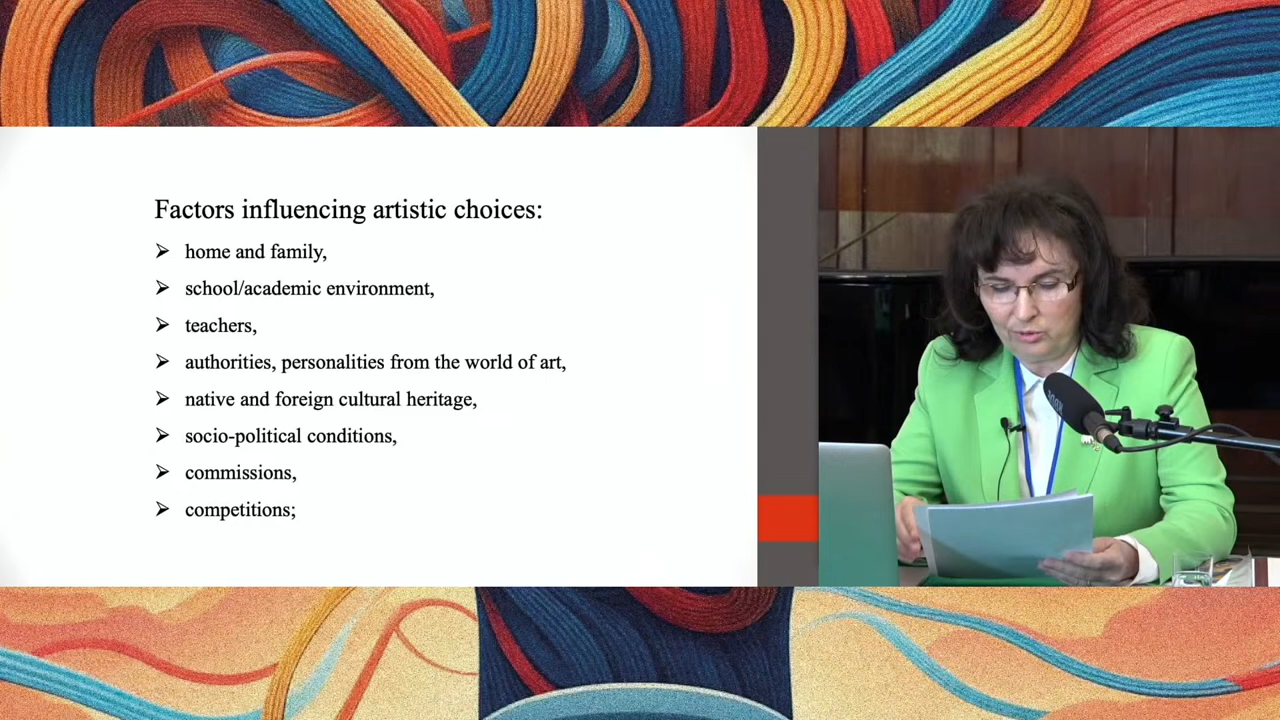 Factors influencing artistic choices:
home and family,
school/academic environment,
teachers,
authorities, personalities from the world of art,
native and foreign cultural heritage,
socio-political conditions,
commissions,
competitions;